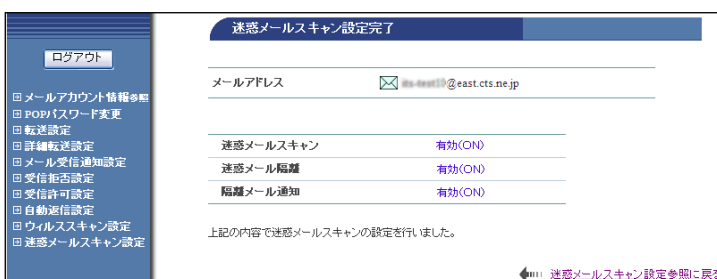 迷惑メールスキャン設定完了
ログアウト
メールアドレス
@east.cts.ne.jp
メールアカウント情報参照
POPパスワード変更
転送設定
詳細転送設定
メール受信通知設定
受信拒否設定
受信許可設定
自動返信設定
ウィルススキャン設定
迷惑メールスキャン設定
迷惑メールスキャン 有効(ON)
迷惑メール隔離 有効(ON)
隔離メール通知 有効(ON)
上記の内容で迷惑メールスキャンの設定を行いました。
迷惑メールスキャン設定参照に戻る